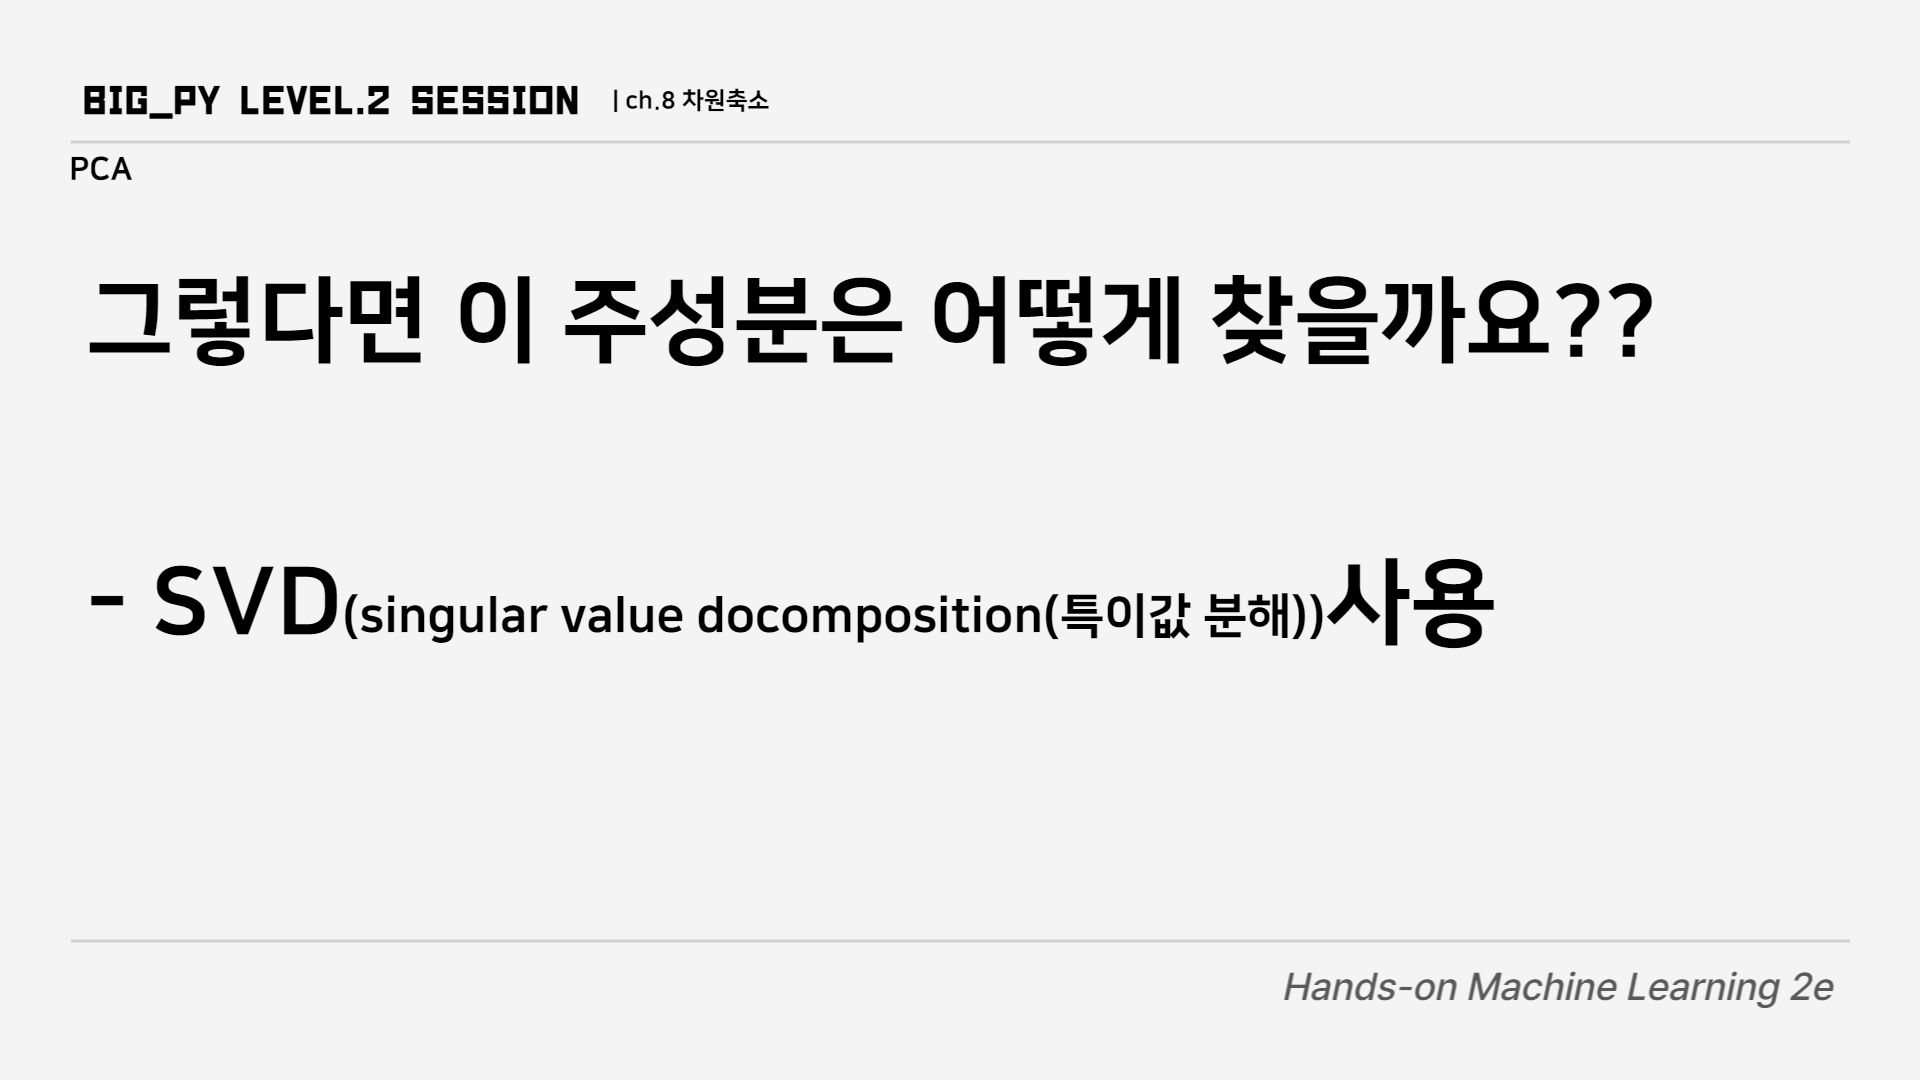 BIG_PY LEVEL.2 SESSION | ch.8 차원축소
PCA
그렇다면 이 주성분은 어떻게 찾을까요??
- SVD(singular value docomposition(특이값 분해))사용
Hands-on Machine Learning 2e